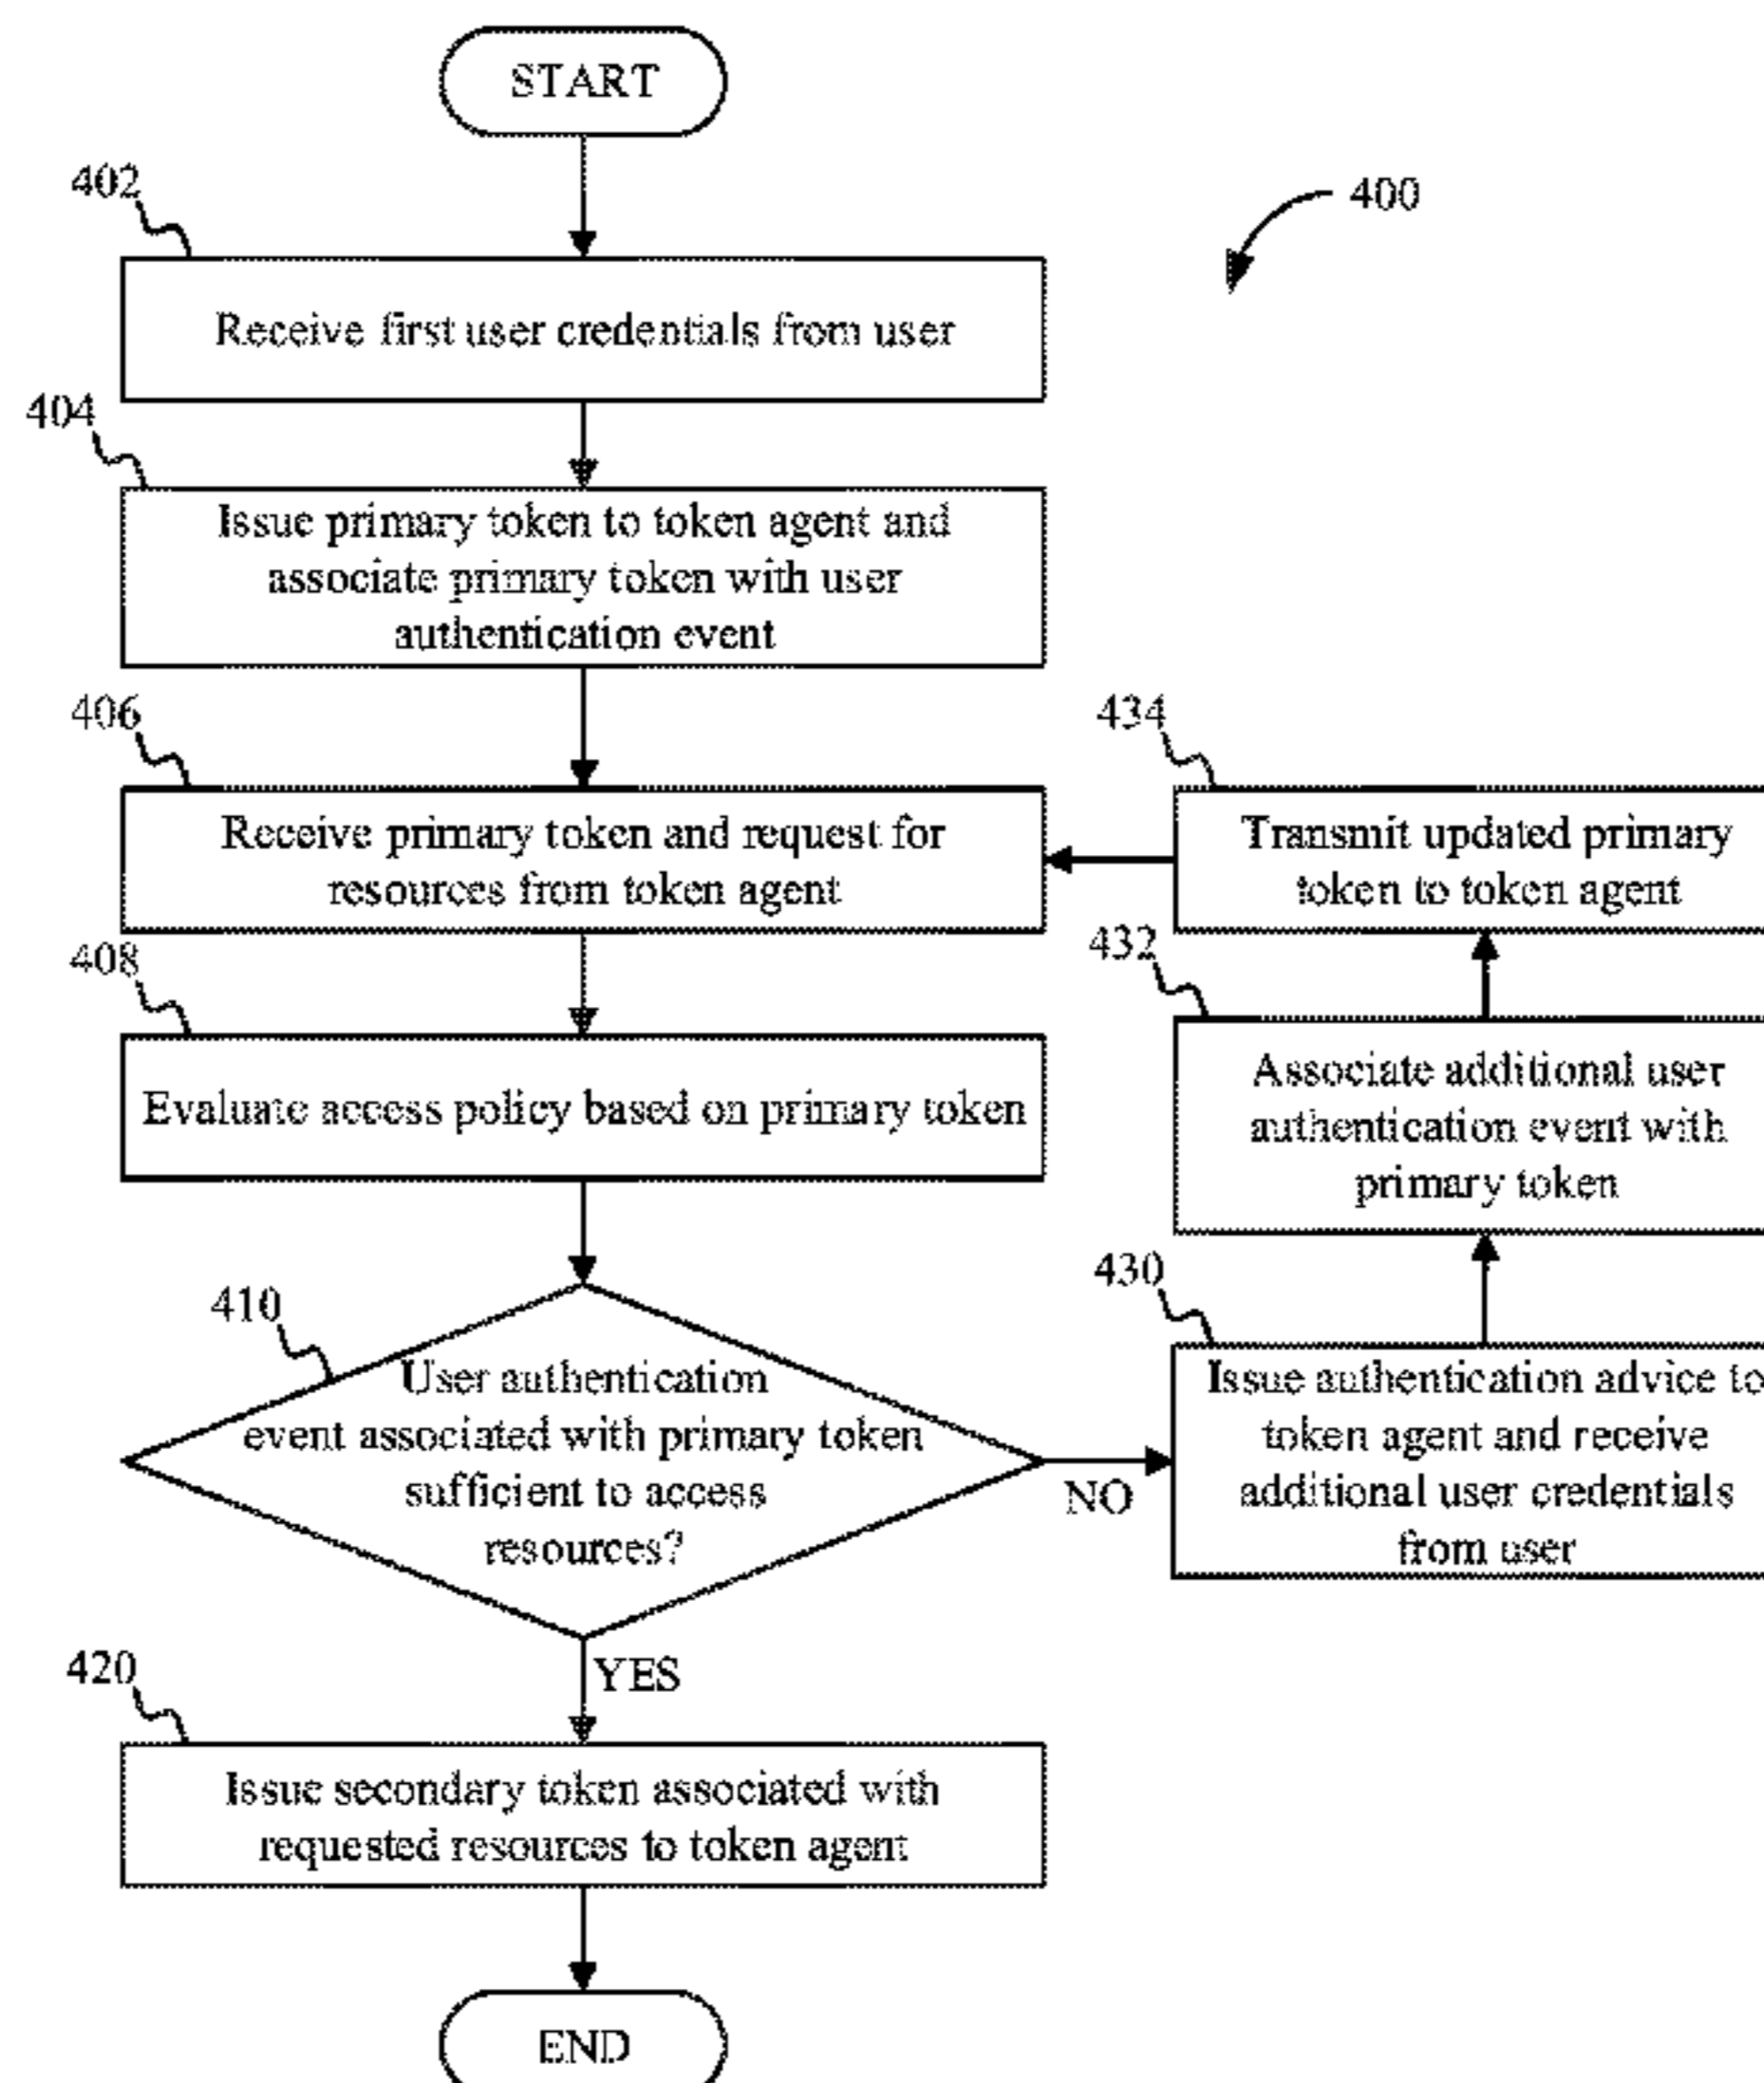 START
402
400
Receive first user credentials from user
404
Issue primary token to token agent and
associate primary token with user
authentication event
406
434
Receive primary token and request for
resources from token agent
Transmit updated primary
token to token agent
408
432
Evaluate access policy based on primary token
Associate additional user
authentication event with
primary token
410
430
User authentication
event associated with primary token
sufficient to access
resources?
NO
Issue authentication advice to
token agent and receive
additional user credentials
from user
YES
420
Issue secondary token associated with
requested resources to token agent
END